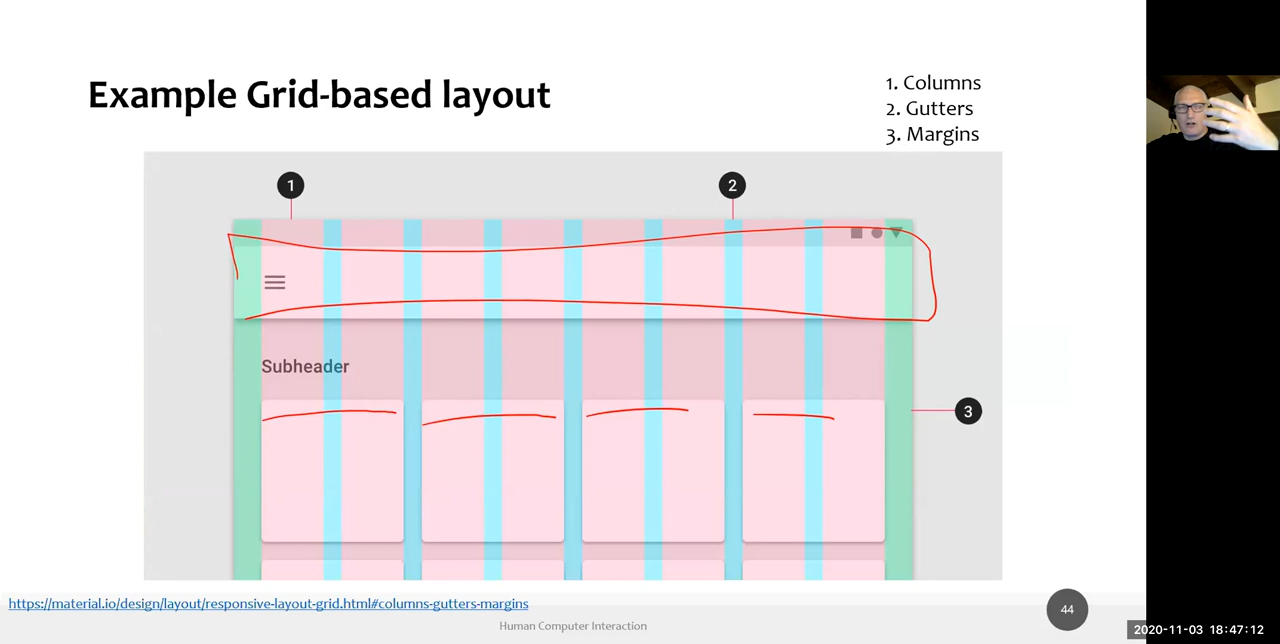 Example Grid-based layout
1. Columns
2. Gutters
3. Margins
1
2
Subheader
3
https://material.io/design/layout/responsive-layout-grid.html#columns-gutters-margins
Human Computer Interaction
44
2020-11-03 18:47:12